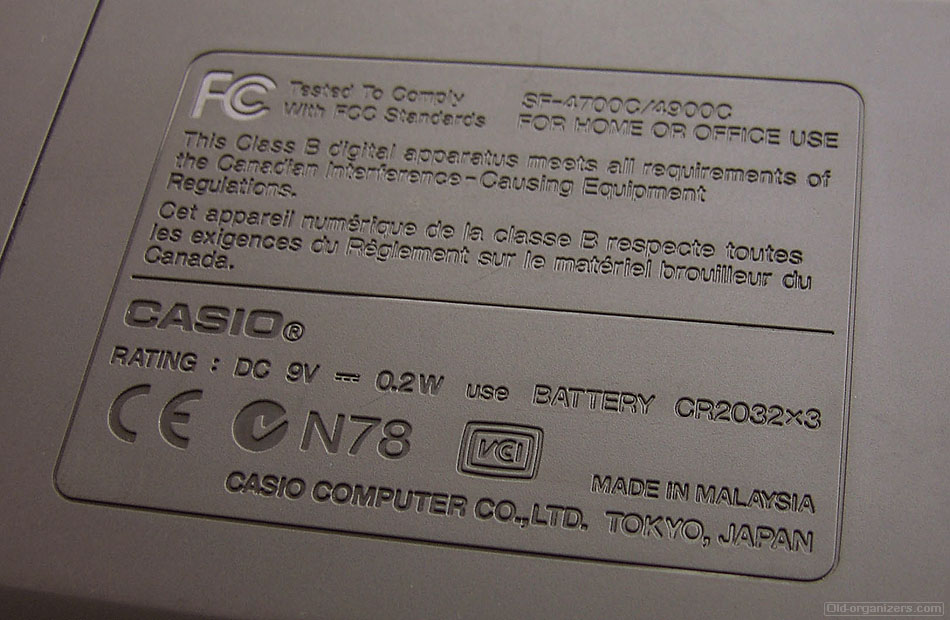 FC Tested To Comply
With FCC Standards
SF-4700C/4900C
FOR HOME OR OFFICE USE
This Class B digital apparatus meets all requirements of
the Canadian Interference-Causing Equipment
Regulations.
Cet appareil numérique de la classe B respecte toutes
les exigences du Règlement sur le matériel brouilleur du
Canada.
CASIO®
RATING : DC 9V ⎓ 0.2W use BATTERY CR2032×3
CE N78 VCI
MADE IN MALAYSIA
CASIO COMPUTER CO.,LTD. TOKYO, JAPAN
Old-organizers.com